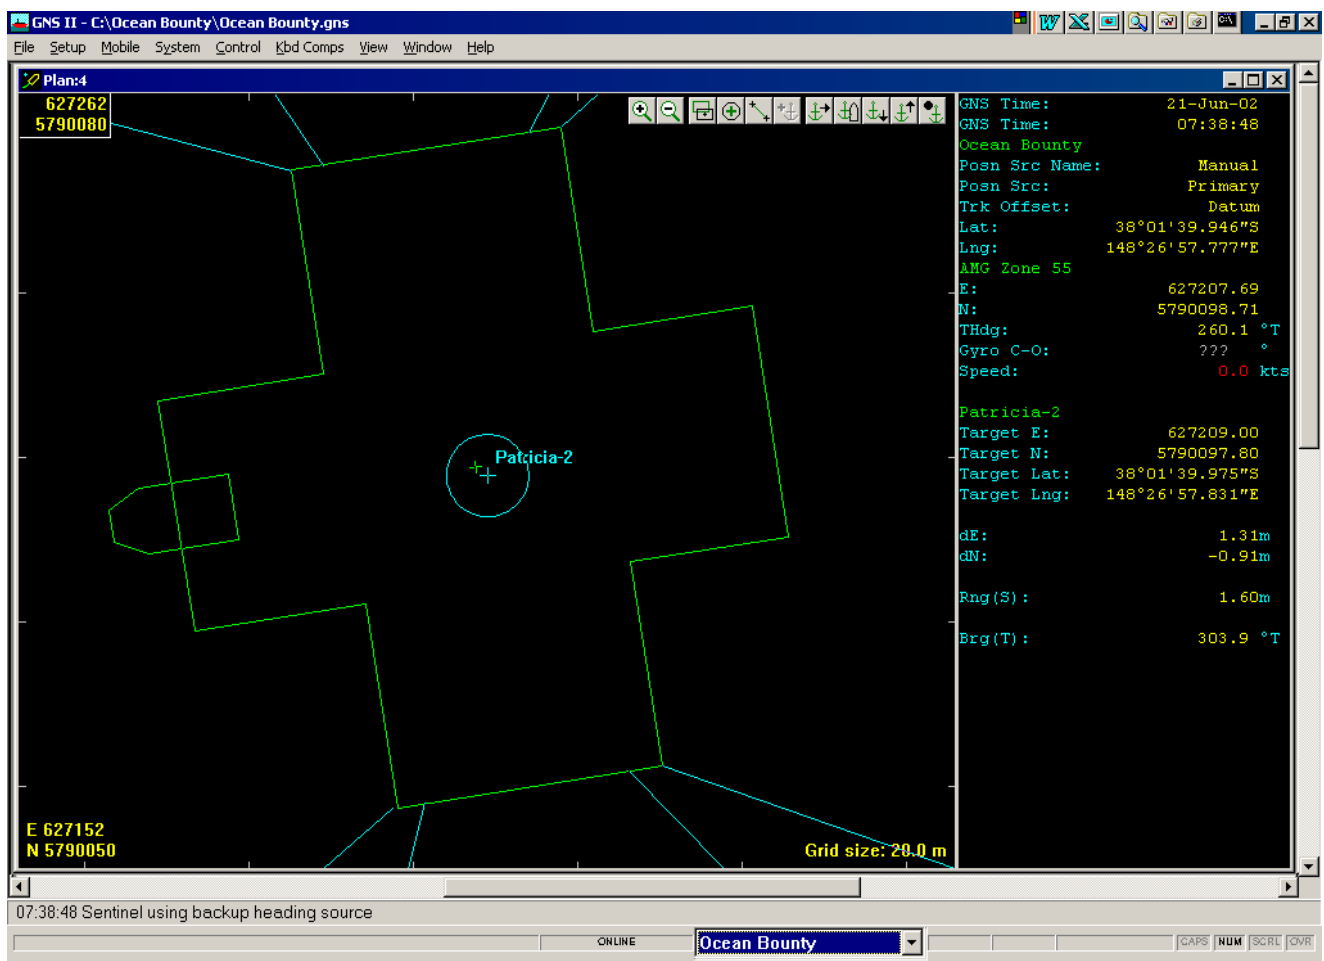 GNS II - C:\Ocean Bounty\Ocean Bounty.gns
File Setup Mobile System Control Kbd Comps View Window Help
Plan:4
627262
5790080
GNS Time: 21-Jun-02
GNS Time: 07:38:48
Ocean Bounty
Posn Src Name: Manual
Posn Src: Primary
Trk Offset: Datum
Lat: 38°01'39.946"S
Lng: 148°26'57.777"E
AMG Zone 55
E: 627207.69
N: 5790098.71
THdg: 260.1 °T
Gyro C-O: ??? °
Speed: 0.0 kts
Patricia-2
Target E: 627209.00
Target N: 5790097.80
Target Lat: 38°01'39.975"S
Target Lng: 148°26'57.831"E
dE: 1.31m
dN: -0.91m
Rng(S): 1.60m
Brg(T): 303.9 °T
Patricia-2
E 627152
N 5790050
Grid size: 20.0 m
07:38:48 Sentinel using backup heading source
ONLINE
Ocean Bounty
CAPS NUM SCRL OVR